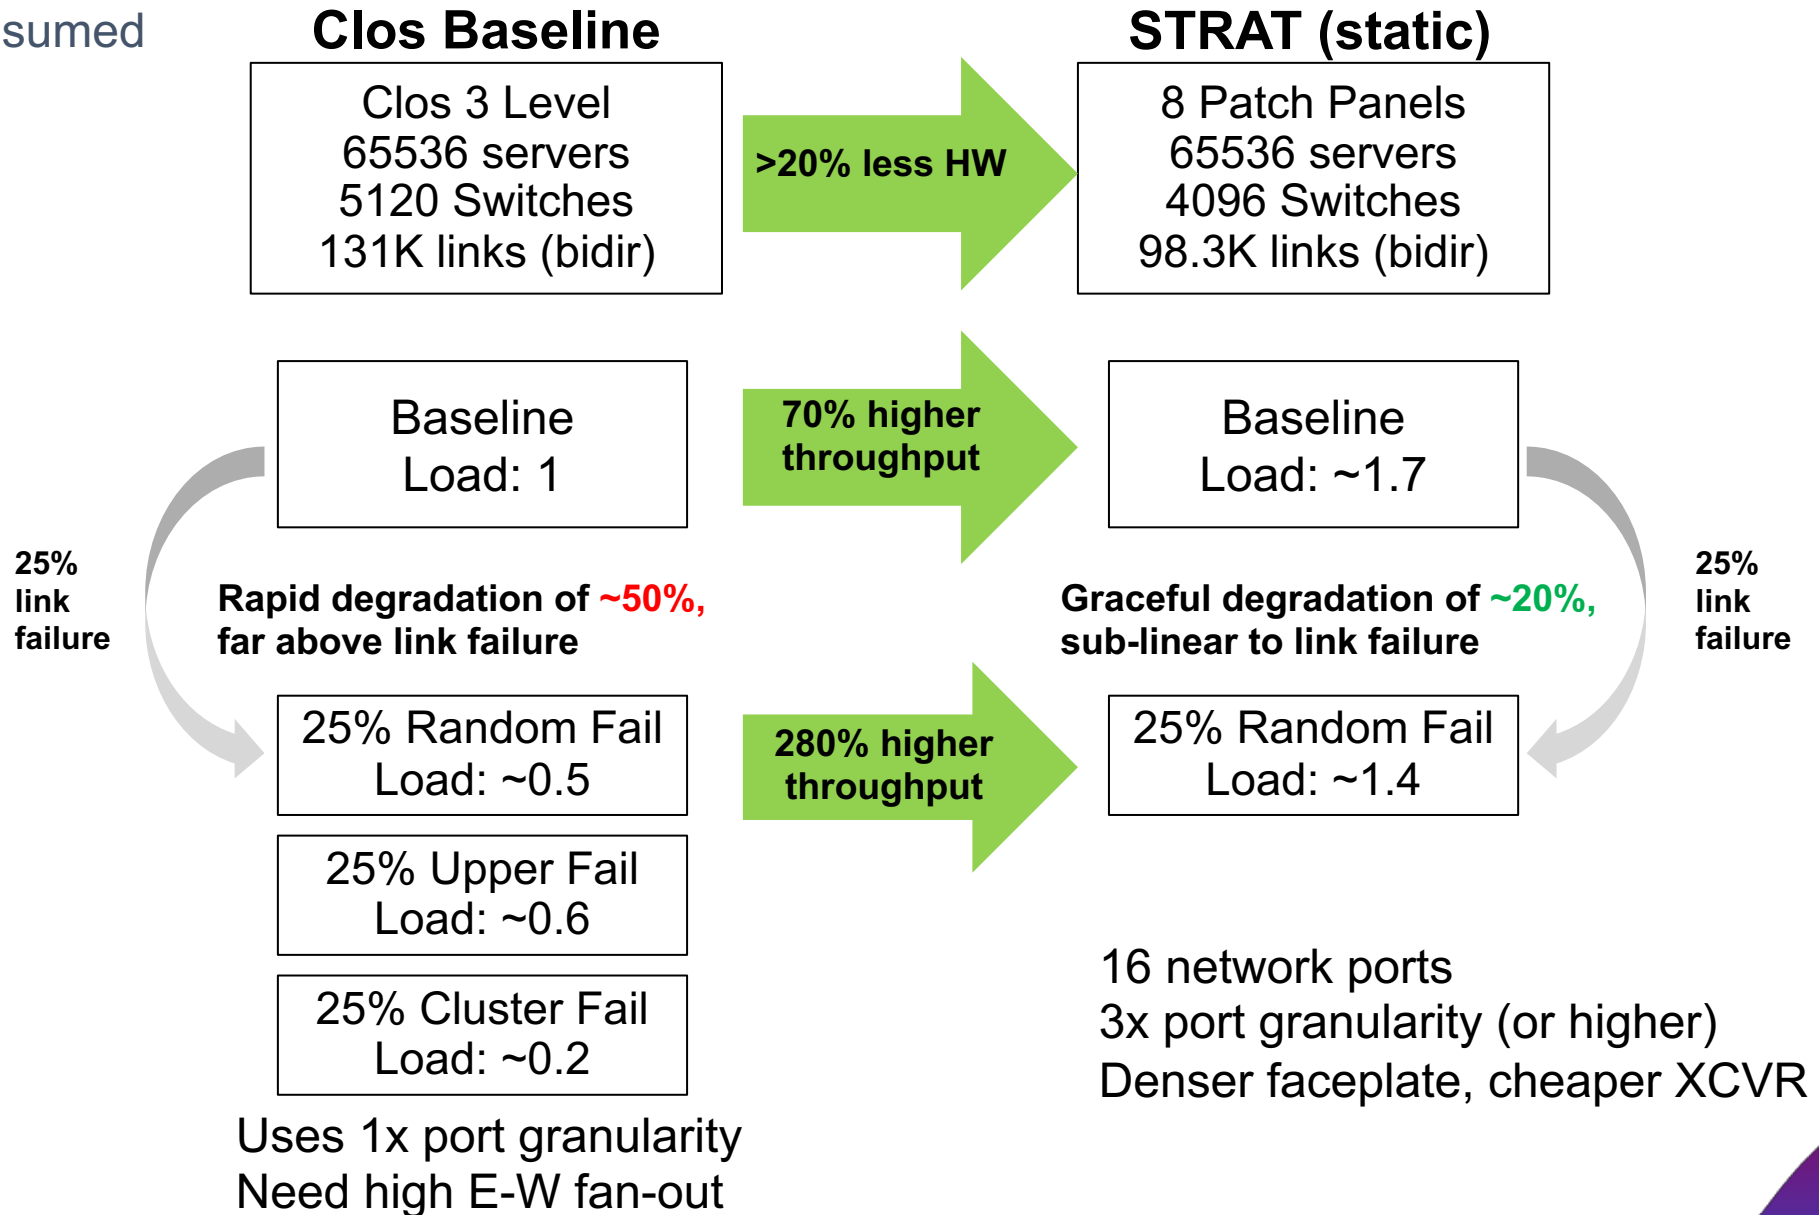 sumed
Clos Baseline
STRAT (static)
Clos 3 Level
65536 servers
5120 Switches
131K links (bidir)
>20% less HW
8 Patch Panels
65536 servers
4096 Switches
98.3K links (bidir)
Baseline
Load: 1
70% higher
throughput
Baseline
Load: ~1.7
25%
link
failure
Rapid degradation of ~50%,
far above link failure
Graceful degradation of ~20%,
sub-linear to link failure
25%
link
failure
25% Random Fail
Load: ~0.5
280% higher
throughput
25% Random Fail
Load: ~1.4
25% Upper Fail
Load: ~0.6
25% Cluster Fail
Load: ~0.2
Uses 1x port granularity
Need high E-W fan-out
16 network ports
3x port granularity (or higher)
Denser faceplate, cheaper XCVR